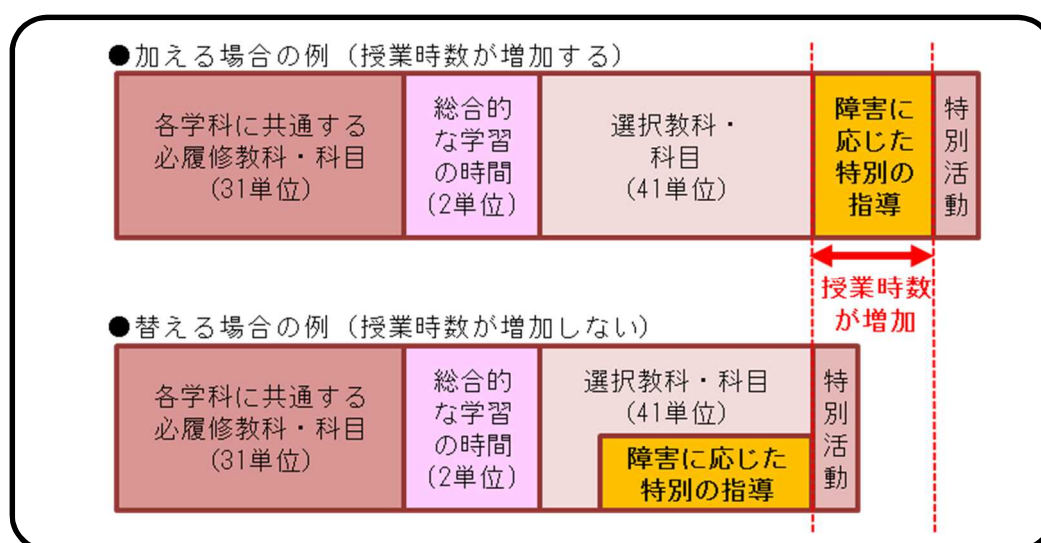 ●加える場合の例（授業時数が増加する）
各学科に共通する
必履修教科・科目
(31単位)
総合的
な学習
の時間
(2単位)
選択教科・
科目
(41単位)
障害に
応じた
特別の
指導
特
別
活
動
授業時数
が増加
●替える場合の例（授業時数が増加しない）
各学科に共通する
必履修教科・科目
(31単位)
総合的
な学習
の時間
(2単位)
選択教科・科目
(41単位)
障害に応じた
特別の指導
特
別
活
動